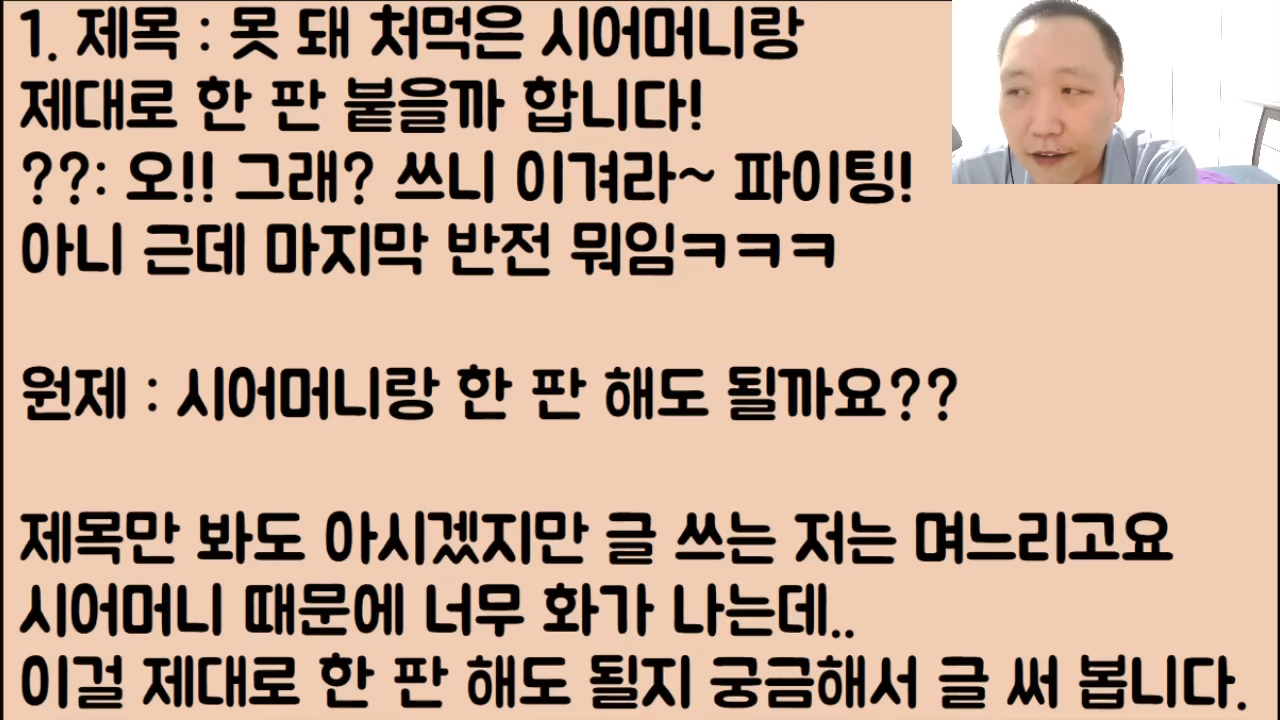 1. 제목 : 못 돼 처먹은 시어머니랑
제대로 한 판 붙을까 합니다!
??: 오!! 그래? 쓰니 이겨라~ 파이팅!
아니 근데 마지막 반전 뭐임ㅋㅋㅋ
원제 : 시어머니랑 한 판 해도 될까요??
제목만 봐도 아시겠지만 글 쓰는 저는 며느리고요
시어머니 때문에 너무 화가 나는데..
이걸 제대로 한 판 해도 될지 궁금해서 글 써 봅니다.